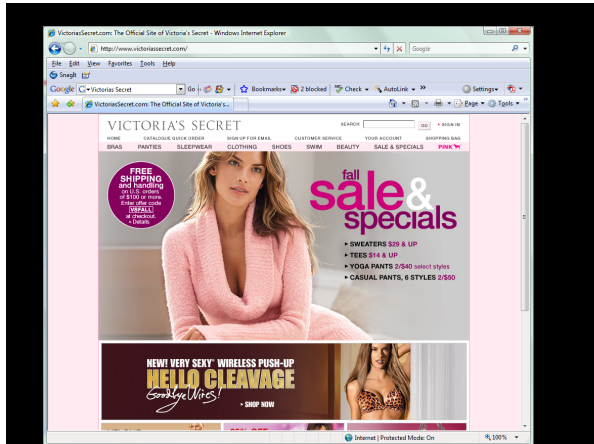 VictoriasSecret.com: The Official Site of Victoria's Secret - Windows Internet Explorer
http://www.victoriassecret.com/
Google
File Edit View Favorites Tools Help
SnagIt
Google Victoria Secret Go Bookmarks 2 blocked Check AutoLink Settings
VictoriasSecret.com: The Official Site of Victoria's... Page Tools
VICTORIA'S SECRET
SEARCH GO SIGN IN
HOME CATALOGUE QUICK ORDER SIGN UP FOR EMAIL CUSTOMER SERVICE YOUR ACCOUNT SHOPPING BAG
BRAS PANTIES SLEEPWEAR CLOTHING SHOES SWIM BEAUTY SALE & SPECIALS PINK
FREE
SHIPPING
and handling
on U.S. orders
of $100 or more.
Enter offer code
VSFALL
at checkout.
Details
fall
sale &
specials
SWEATERS $29 & UP
TEES $14 & UP
YOGA PANTS 2/$40 select styles
CASUAL PANTS, 6 STYLES 2/$80
NEW! VERY SEXY® WIRELESS PUSH-UP
HELLO CLEAVAGE
Goodbye Wires!
SHOP NOW
Internet | Protected Mode: On 100%